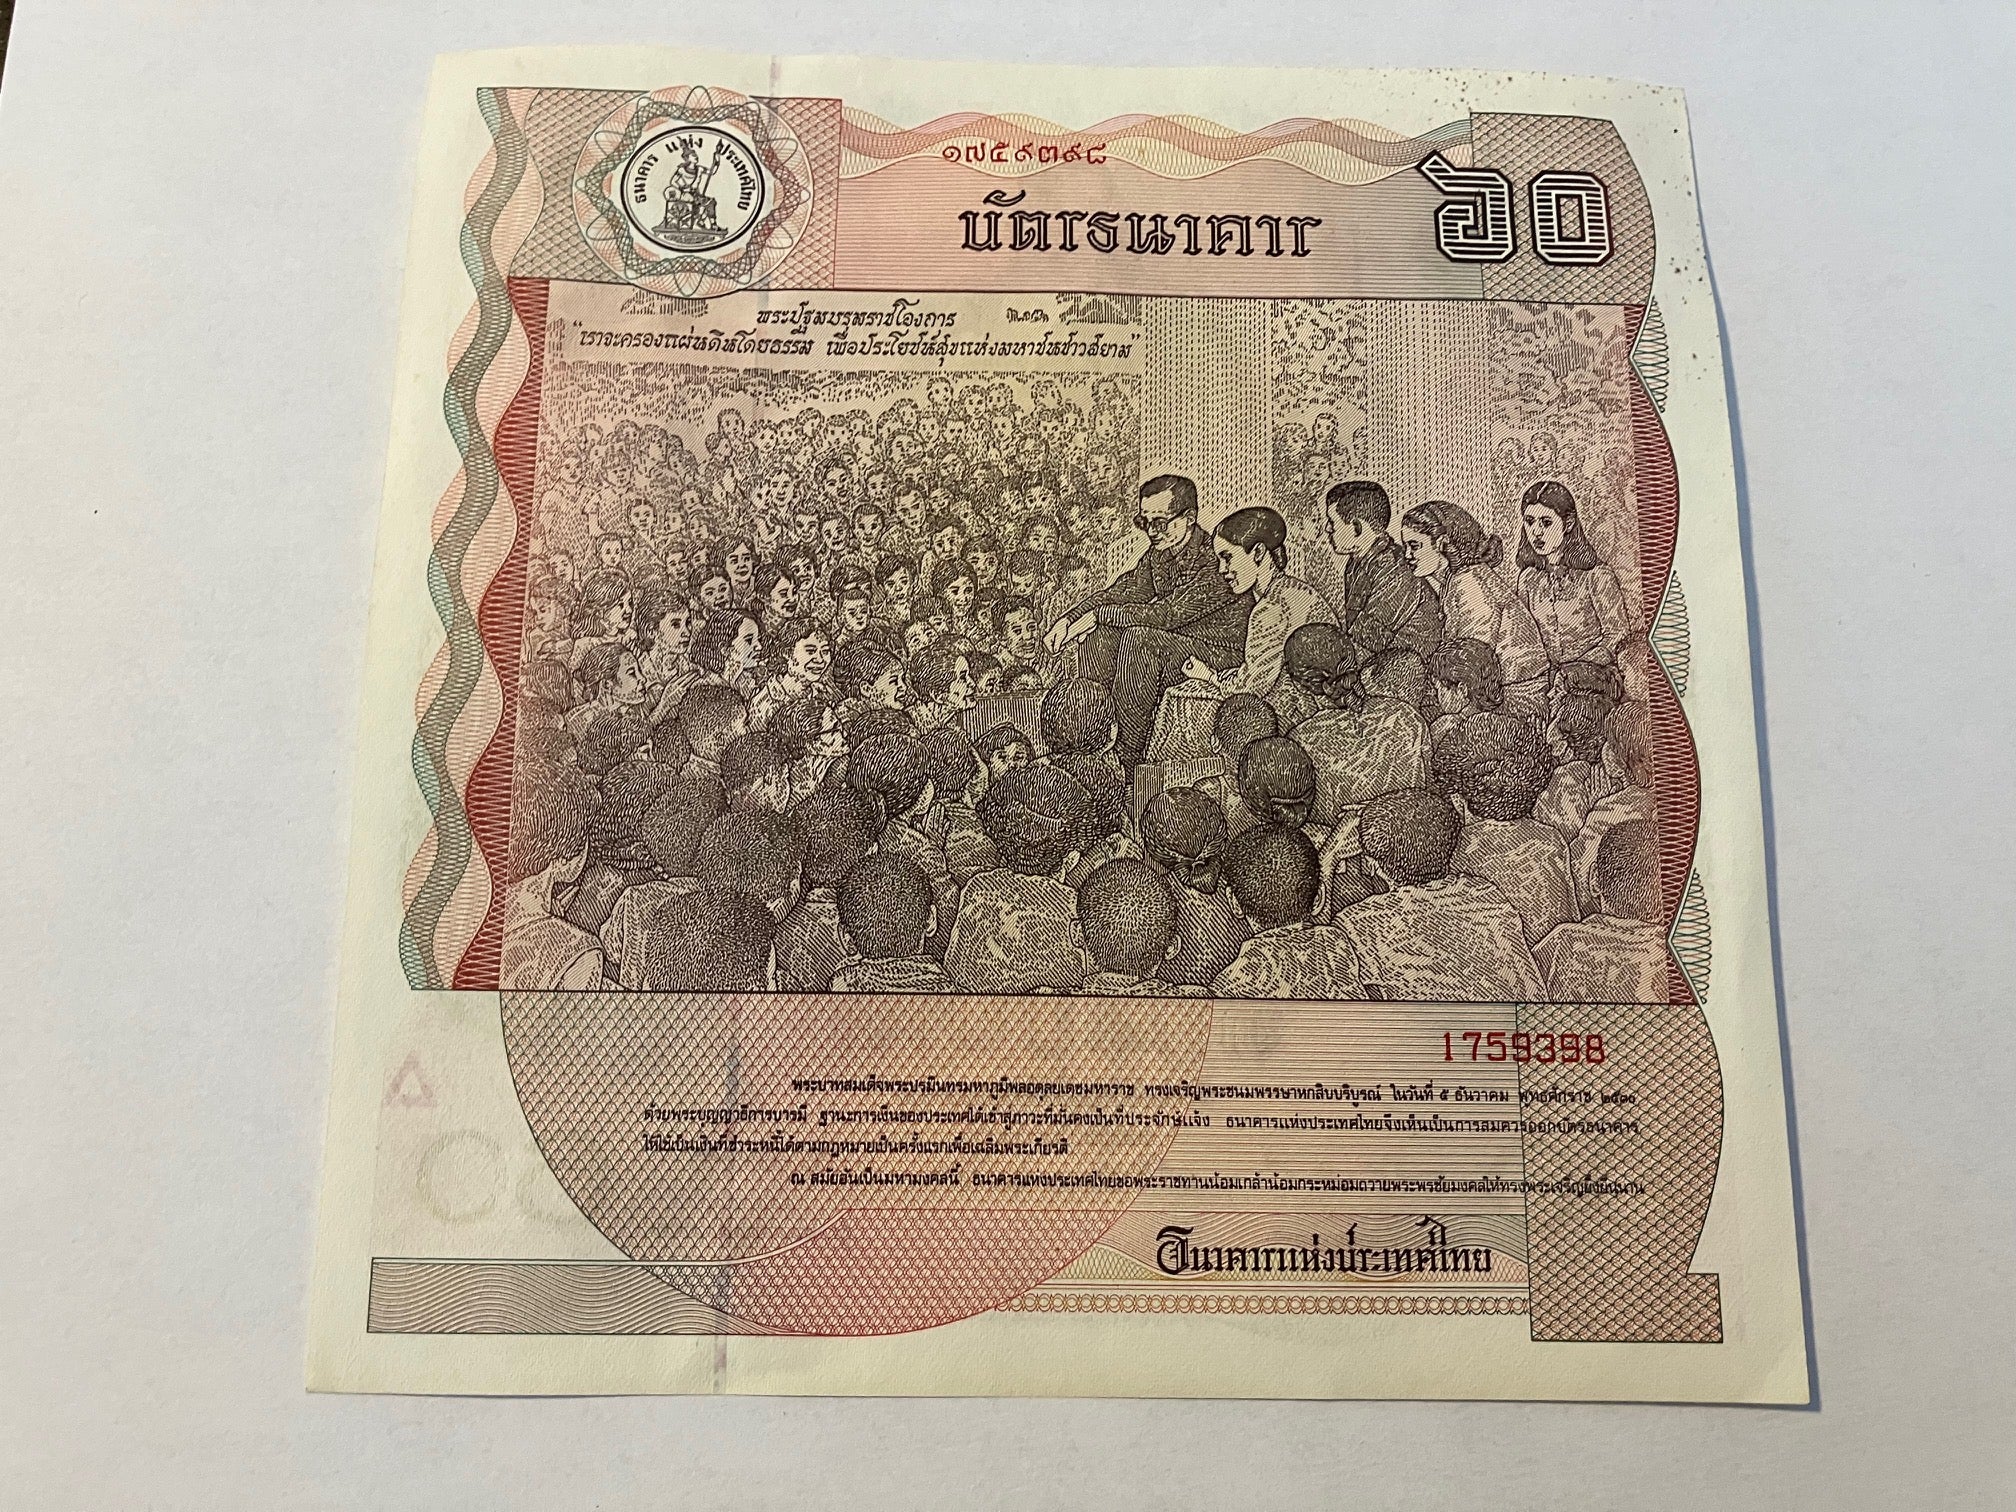 ธนาคาร แห่ง ประเทศไทย
๑๗๕๙๓๙๘
บัตรธนาคาร
๖๐
พระปฐมบรมราชโองการ
"เราจะครองแผ่นดินโดยธรรม เพื่อประโยชน์สุขแห่งมหาชนชาวสยาม"
1759398
พระบาทสมเด็จพระปรมินทรมหาภูมิพลอดุลยเดชมหาราช ทรงเจริญพระชนมพรรษาหกสิบบริบูรณ์ ในวันที่ ๕ ธันวาคม พุทธศักราช ๒๕๓๐
ด้วยพระบุญญาธิการบารมี ฐานะการเงินของประเทศได้เข้าสู่ภาวะที่มั่นคงเป็นที่ประจักษ์แจ้ง ธนาคารแห่งประเทศไทยจึงเห็นเป็นการสมควรออกบัตรธนาคาร
ให้ใช้เป็นเงินที่ชำระหนี้ได้ตามกฎหมายเป็นครั้งแรกเพื่อเฉลิมพระเกียรติ
ณ สมัยอันเป็นมหามงคลนี้ ธนาคารแห่งประเทศไทยขอพระราชทานน้อมเกล้าน้อมกระหม่อมถวายพระพรชัยมงคลให้ทรงพระเจริญยิ่งยืนนาน
ธนาคารแห่งประเทศไทย